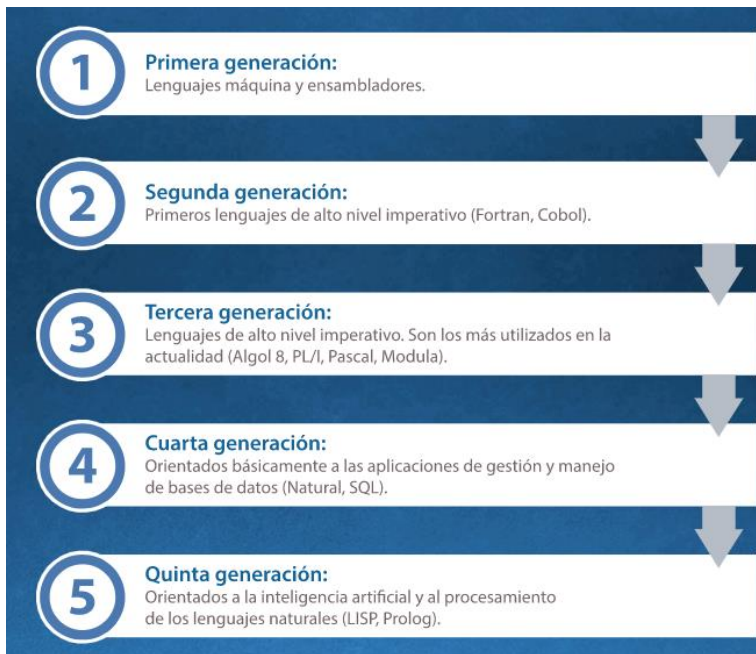 1
Primera generación:
Lenguajes máquina y ensambladores.
2
Segunda generación:
Primeros lenguajes de alto nivel imperativo (Fortran, Cobol).
3
Tercera generación:
Lenguajes de alto nivel imperativo. Son los más utilizados en la
actualidad (Algol 8, PL/I, Pascal, Modula).
4
Cuarta generación:
Orientados básicamente a las aplicaciones de gestión y manejo
de bases de datos (Natural, SQL).
5
Quinta generación:
Orientados a la inteligencia artificial y al procesamiento
de los lenguajes naturales (LISP, Prolog).